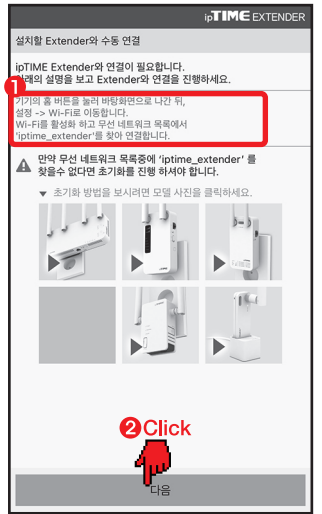 ipTIME EXTENDER
설치할 Extender와 수동 연결
ipTIME Extender와 연결이 필요합니다.
아래의 설명을 보고 Extender와 연결을 진행하세요.
1
기기의 홈 버튼을 눌러 바탕화면으로 나간 뒤,
설정 -> Wi-Fi로 이동합니다.
Wi-Fi를 활성화 하고 무선 네트워크 목록에서
'iptime_extender'를 찾아 연결합니다.
만약 무선 네트워크 목록중에 'iptime_extender' 를
찾을수 없다면 초기화를 진행 하셔야 합니다.
▼ 초기화 방법을 보시려면 모델 사진을 클릭하세요.
2 Click
다음